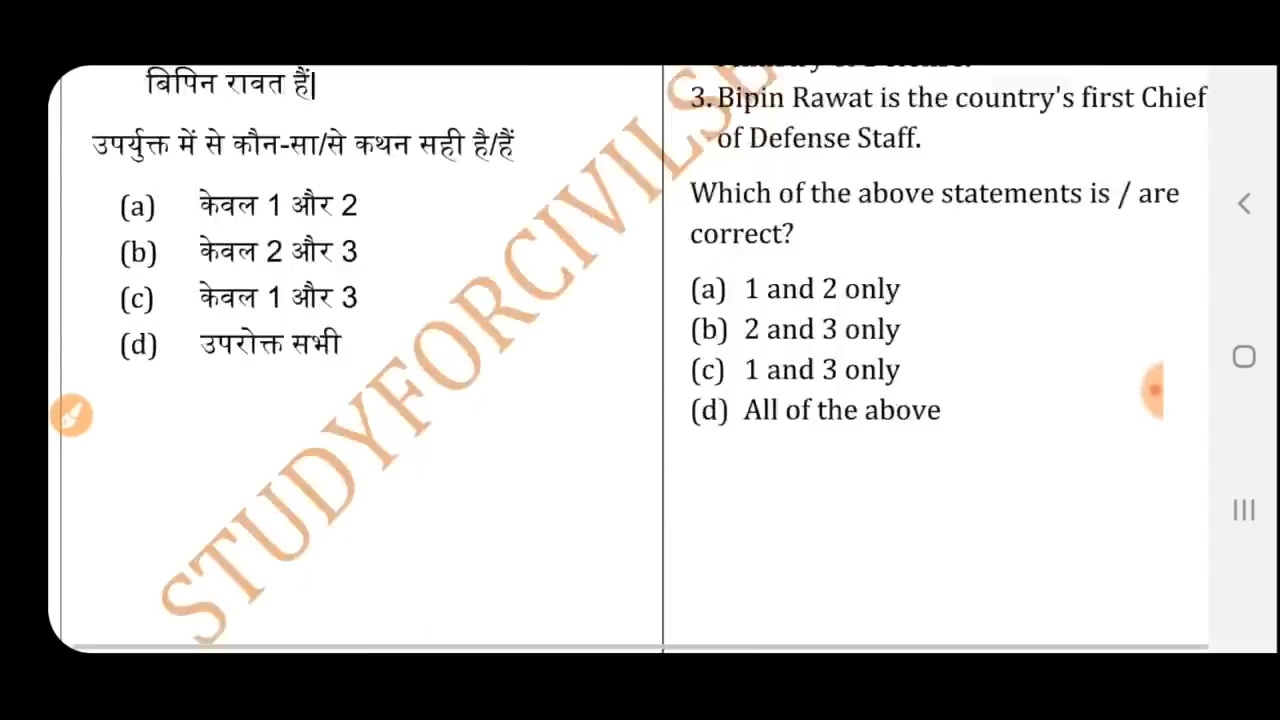 बिपिन रावत हैं|
उपर्युक्त में से कौन-सा/से कथन सही है/हैं
(a) केवल 1 और 2
(b) केवल 2 और 3
(c) केवल 1 और 3
(d) उपरोक्त सभी
3. Bipin Rawat is the country's first Chief
of Defense Staff.
Which of the above statements is / are
correct?
(a) 1 and 2 only
(b) 2 and 3 only
(c) 1 and 3 only
(d) All of the above
STUDYFORCIVILSE